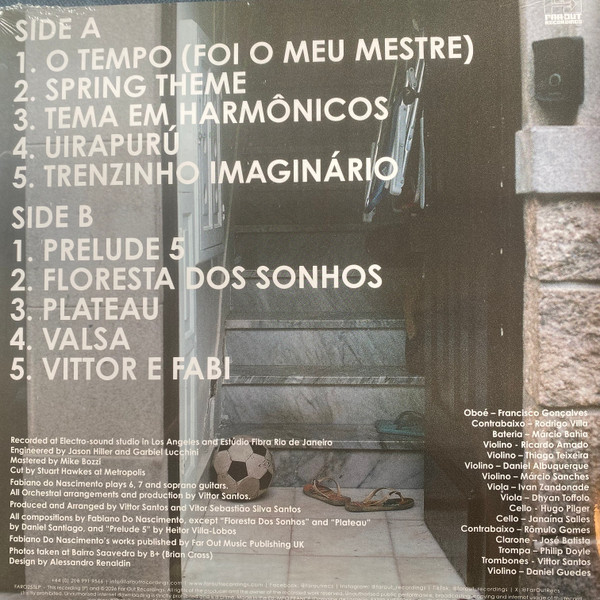 FAR OUT
RECORDINGS
SIDE A
1. O TEMPO (FOI O MEU MESTRE)
2. SPRING THEME
3. TEMA EM HARMÔNICOS
4. UIRAPURÚ
5. TRENZINHO IMAGINÁRIO
SIDE B
1. PRELUDE 5
2. FLORESTA DOS SONHOS
3. PLATEAU
4. VALSA
5. VITTOR E FABI
Recorded at Electro-sound studio in Los Angeles and Estúdio Fibra Rio de Janeiro
Engineered by Jason Hiller and Garbiel Lucchini
Mastered by Mike Bozzi
Cut by Stuart Hawkes at Metropolis
Fabiano do Nascimento plays 6, 7 and soprano guitars.
All Orchestral arrangements and production by Vittor Santos.
Produced and Arranged by Vittor Santos and Vitor Sebastião Silva Santos
All compositions by Fabiano Do Nascimento, except "Floresta Dos Sonhos" and "Plateau"
by Daniel Santiago, and "Prelude 5" by Heitor Villa-Lobos
Fabiano Do Nascimento's works published by Far Out Music Publishing UK
Photos taken at Bairro Saavedra by B+ (Brian Cross)
Design by Alessandro Renaldin
Oboé – Francisco Gonçalves
Contrabaixo – Rodrigo Villa
Bateria – Márcio Bahia
Violino - Ricardo Amado
Violino – Thiago Teixeira
Violino – Daniel Albuquerque
Violino – Márcio Sanches
Viola – Ivan Zandonade
Viola – Dhyan Toffolo
Cello - Hugo Pilger
Cello – Janaína Salles
Contrabaixo – Rômulo Gomes
Clarone – José Batista
Trompa – Philip Doyle
Trombones - Vittor Santos
Violino – Daniel Guedes